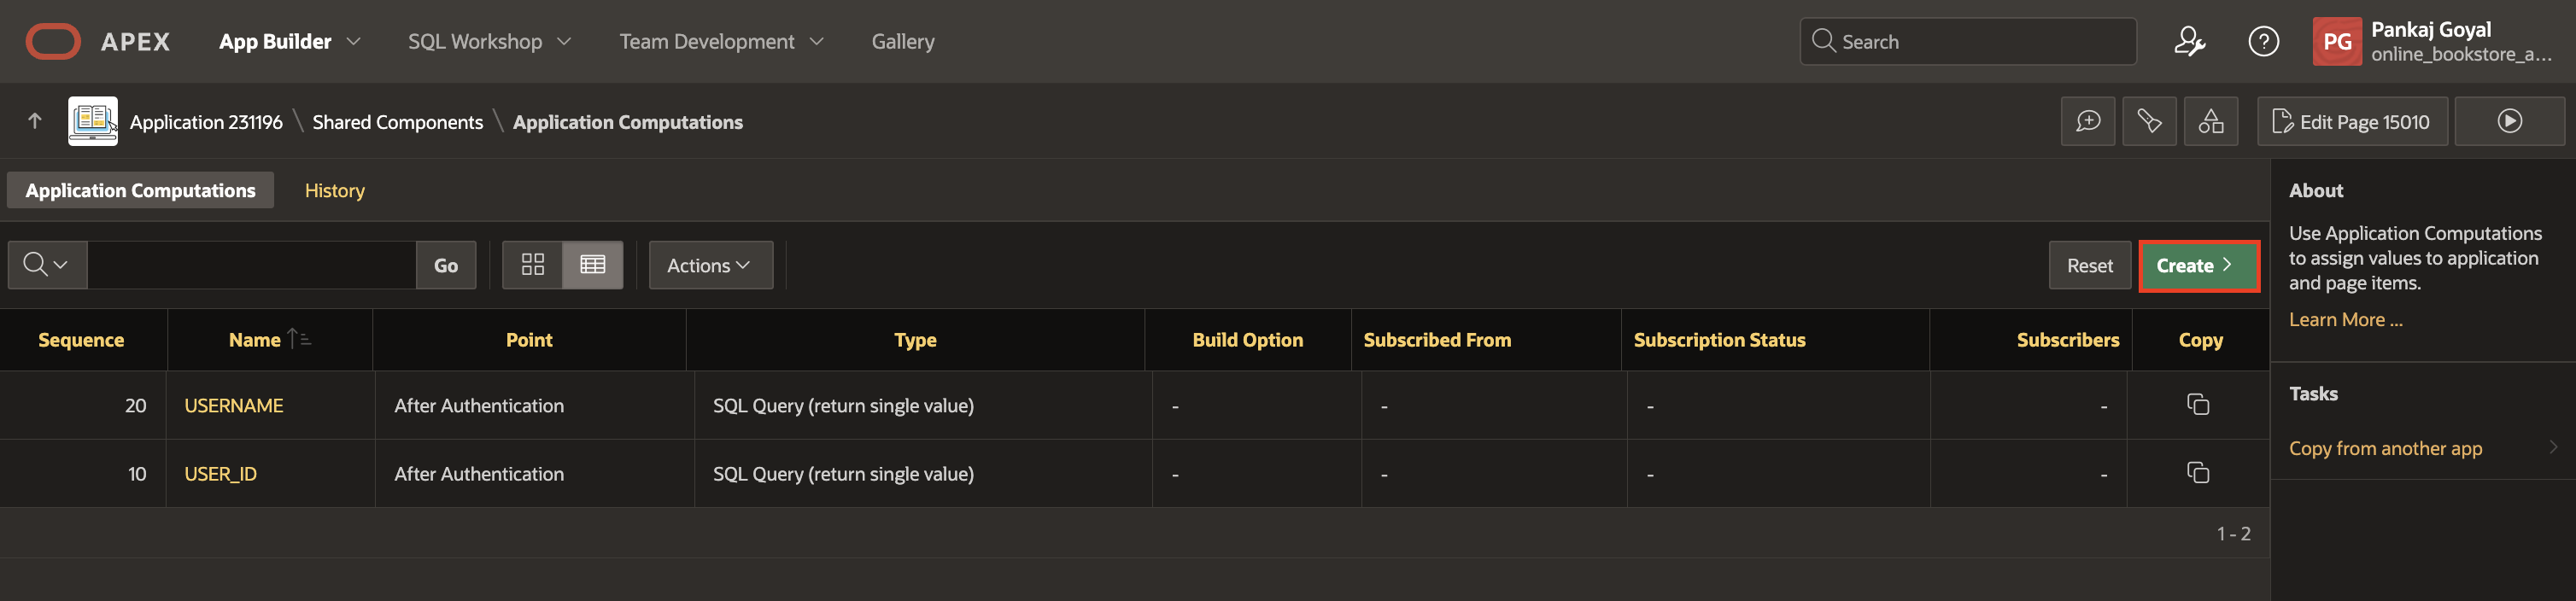 APEX App Builder SQL Workshop Team Development Gallery Search PG Pankaj Goyal
online_bookstore_a...
Application 231196 \ Shared Components \ Application Computations Edit Page 15010
Application Computations History
Go Actions Reset Create >
Sequence Name Point Type Build Option Subscribed From Subscription Status Subscribers Copy
20 USERNAME After Authentication SQL Query (return single value) - - - -
10 USER_ID After Authentication SQL Query (return single value) - - - -
1 - 2
About
Use Application Computations
to assign values to application
and page items.
Learn More ...
Tasks
Copy from another app